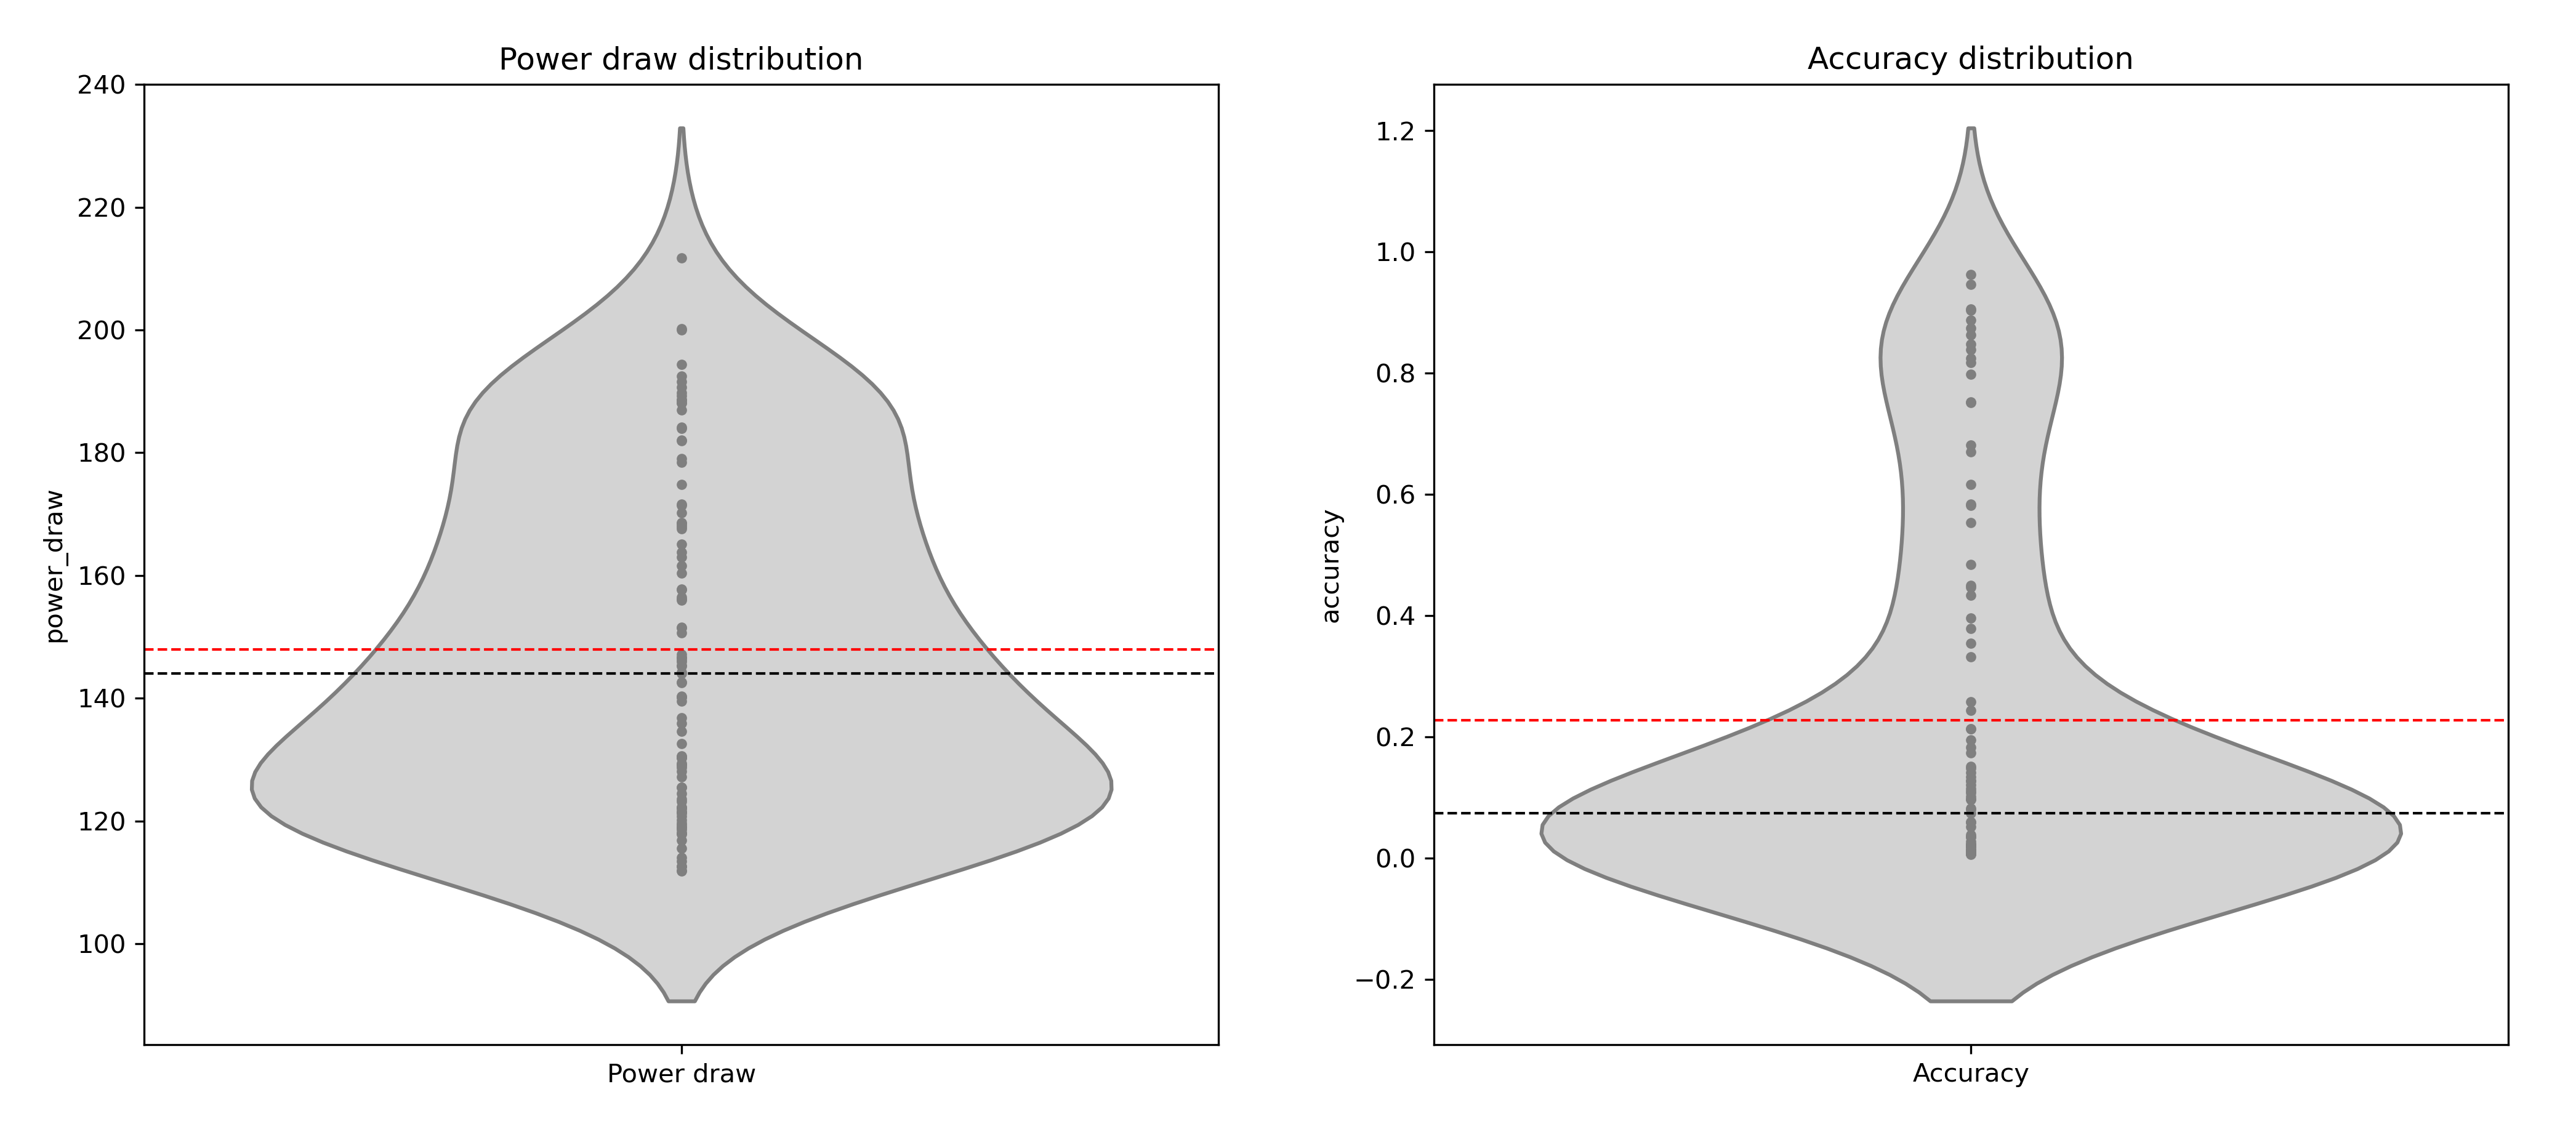 Power draw distribution
240
220
200
180
160
140
120
100
power_draw
Power draw
Accuracy distribution
1.2
1.0
0.8
0.6
0.4
0.2
0.0
−0.2
accuracy
Accuracy